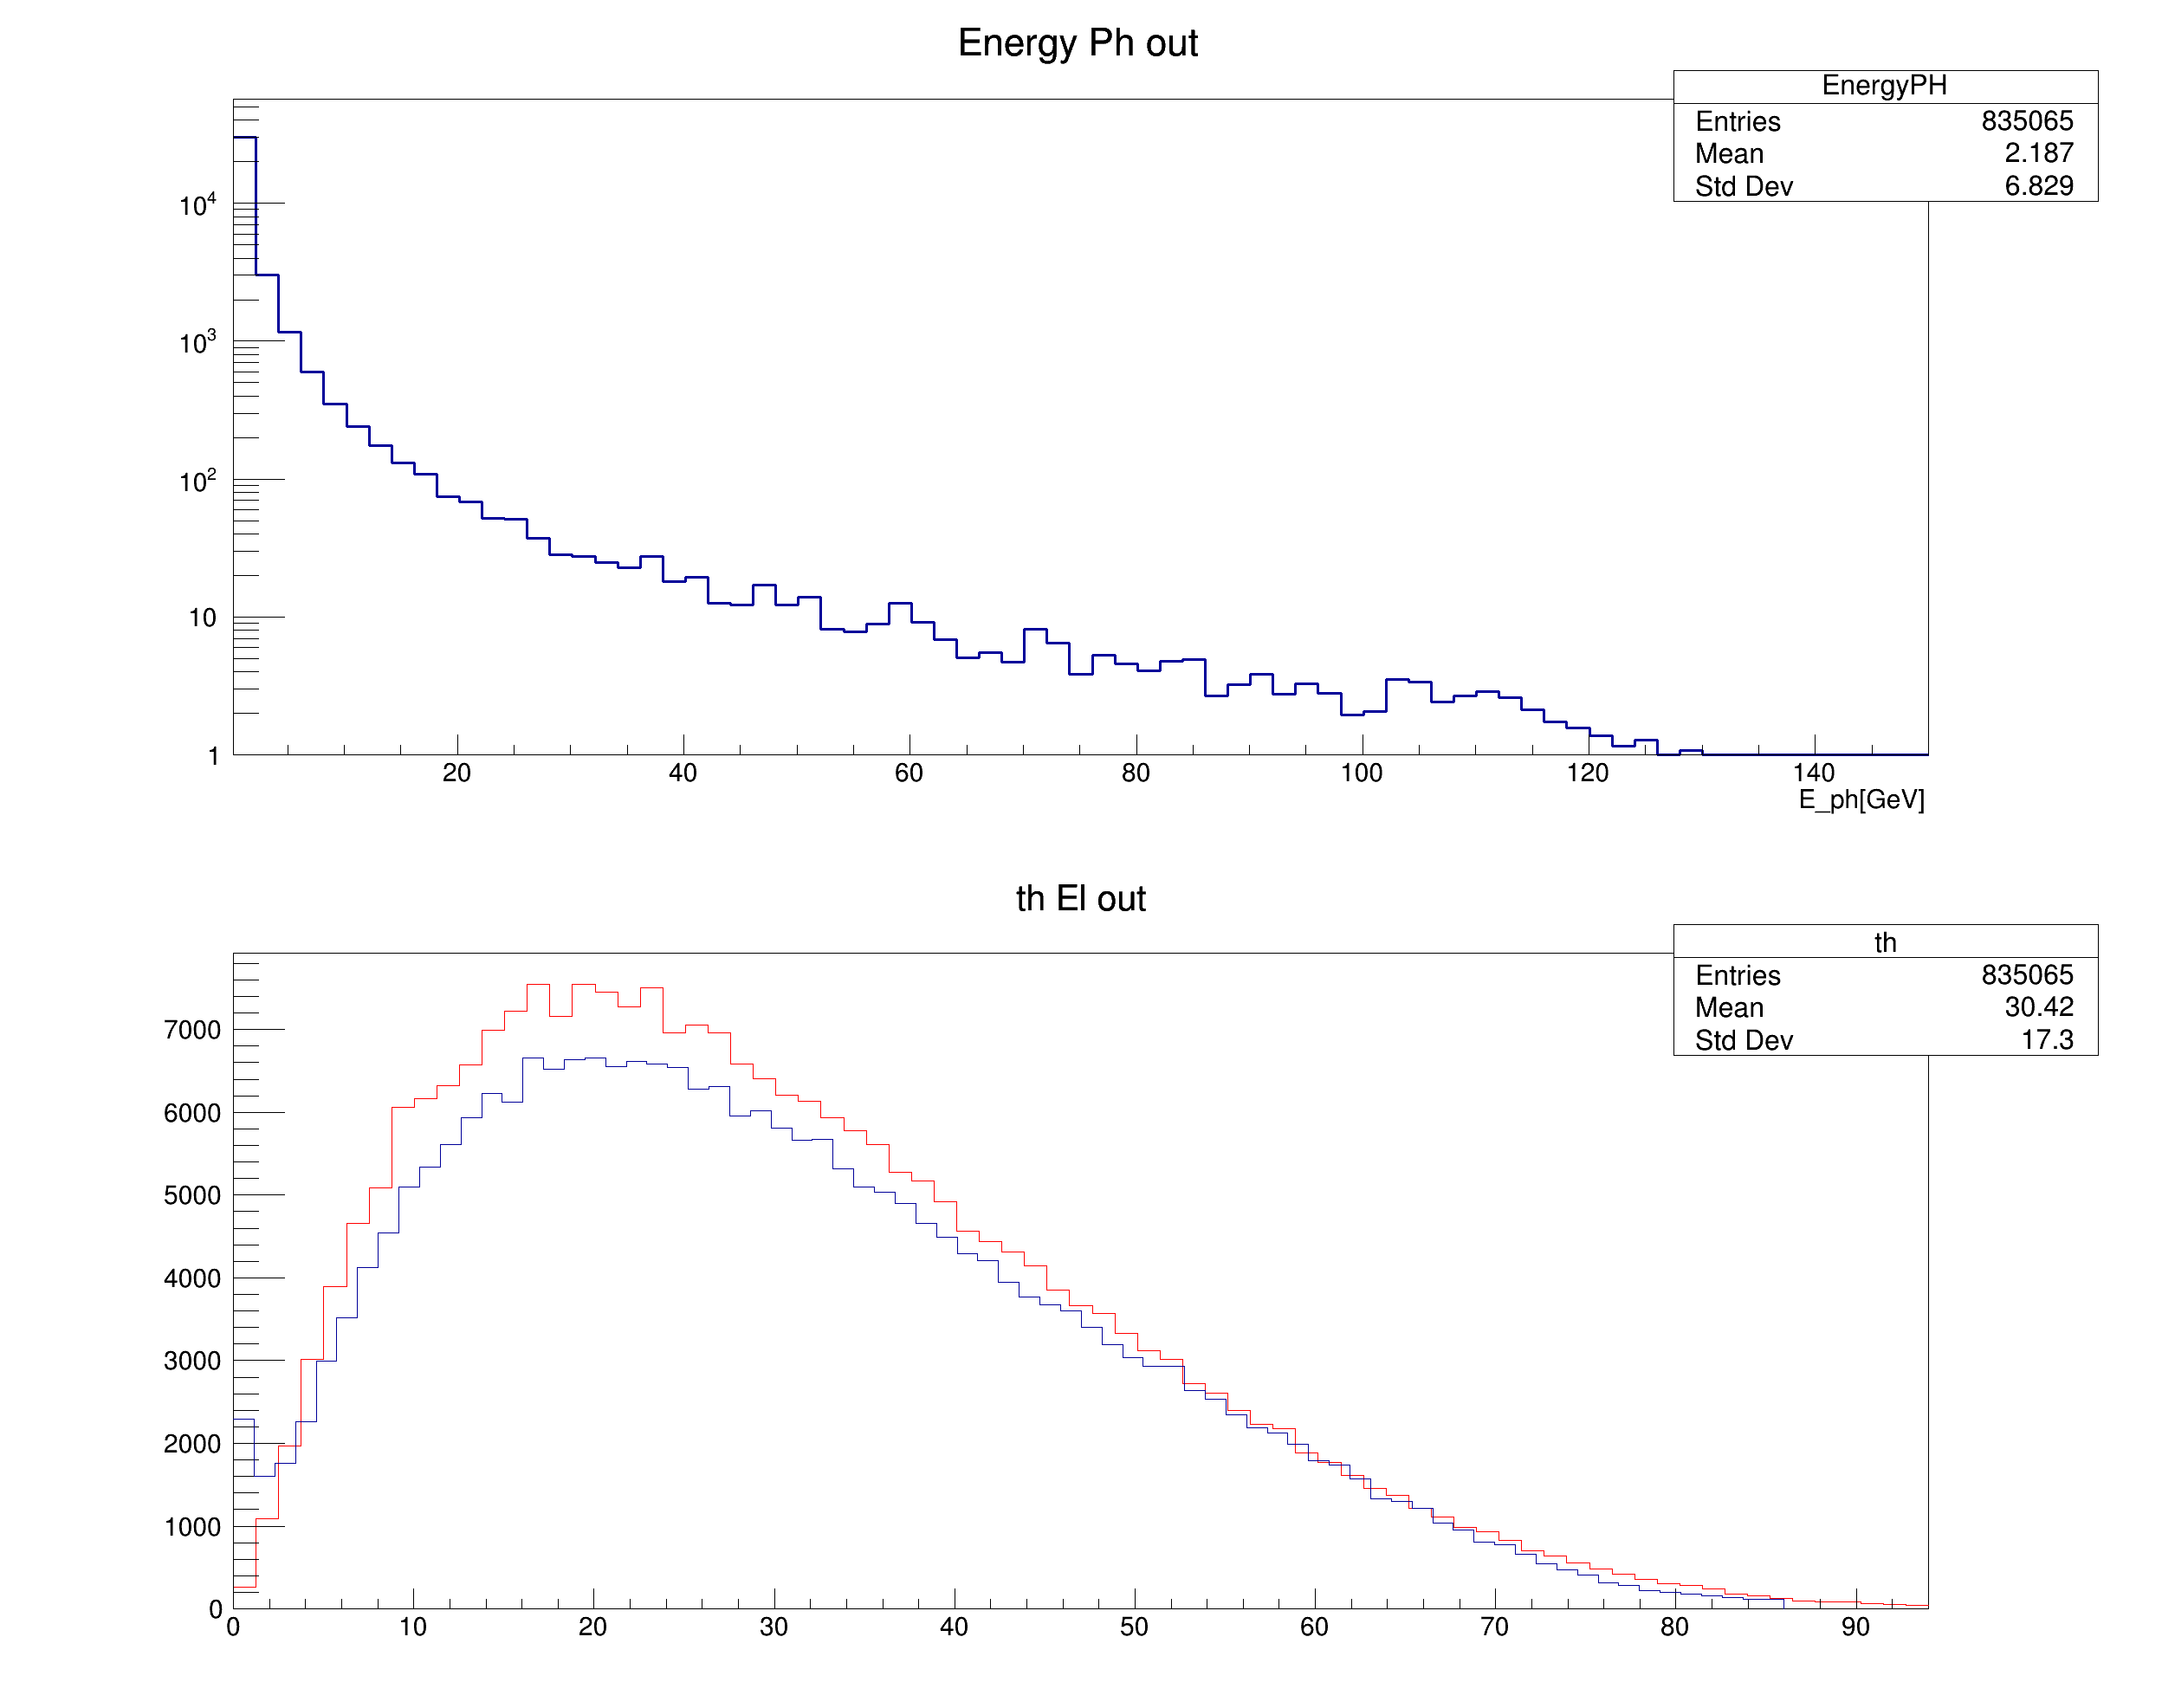 Energy Ph out
EnergyPH
Entries 835065
Mean 2.187
Std Dev 6.829
10^4
10^3
10^2
10
1
20 40 60 80 100 120 140
E_ph[GeV]
th El out
th
Entries 835065
Mean 30.42
Std Dev 17.3
7000
6000
5000
4000
3000
2000
1000
0
0 10 20 30 40 50 60 70 80 90